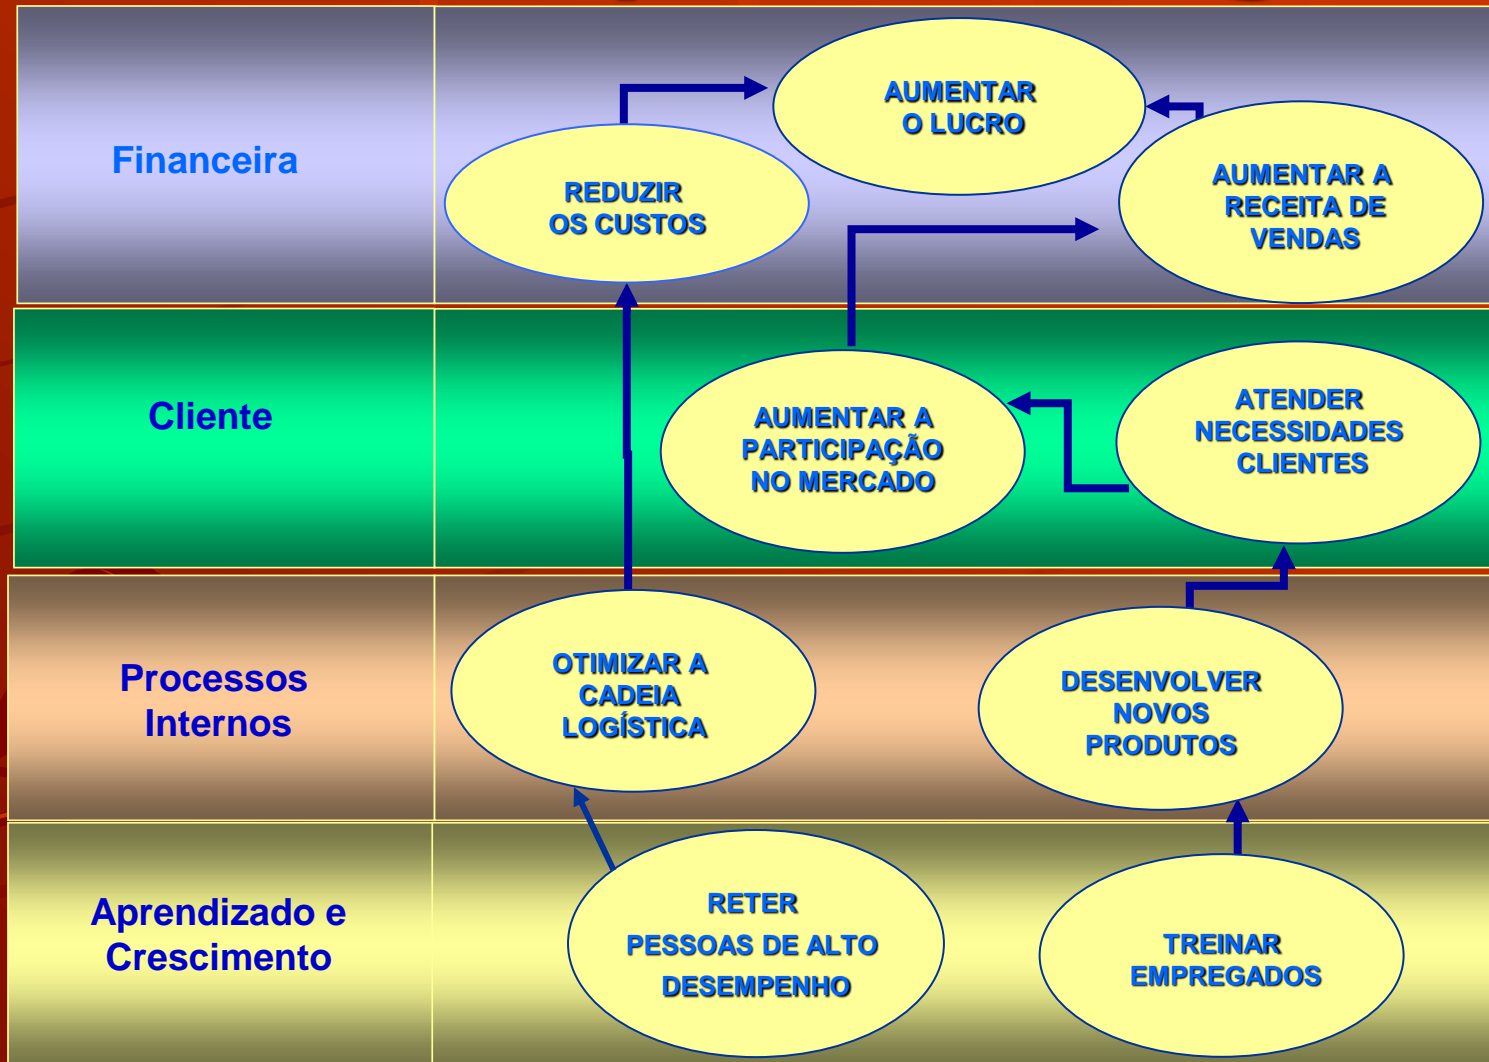 Financeira
AUMENTAR
O LUCRO
REDUZIR
OS CUSTOS
AUMENTAR A
RECEITA DE
VENDAS
Cliente
AUMENTAR A
PARTICIPAÇÃO
NO MERCADO
ATENDER
NECESSIDADES
CLIENTES
Processos
Internos
OTIMIZAR A
CADEIA
LOGÍSTICA
DESENVOLVER
NOVOS
PRODUTOS
Aprendizado e
Crescimento
RETER
PESSOAS DE ALTO
DESEMPENHO
TREINAR
EMPREGADOS